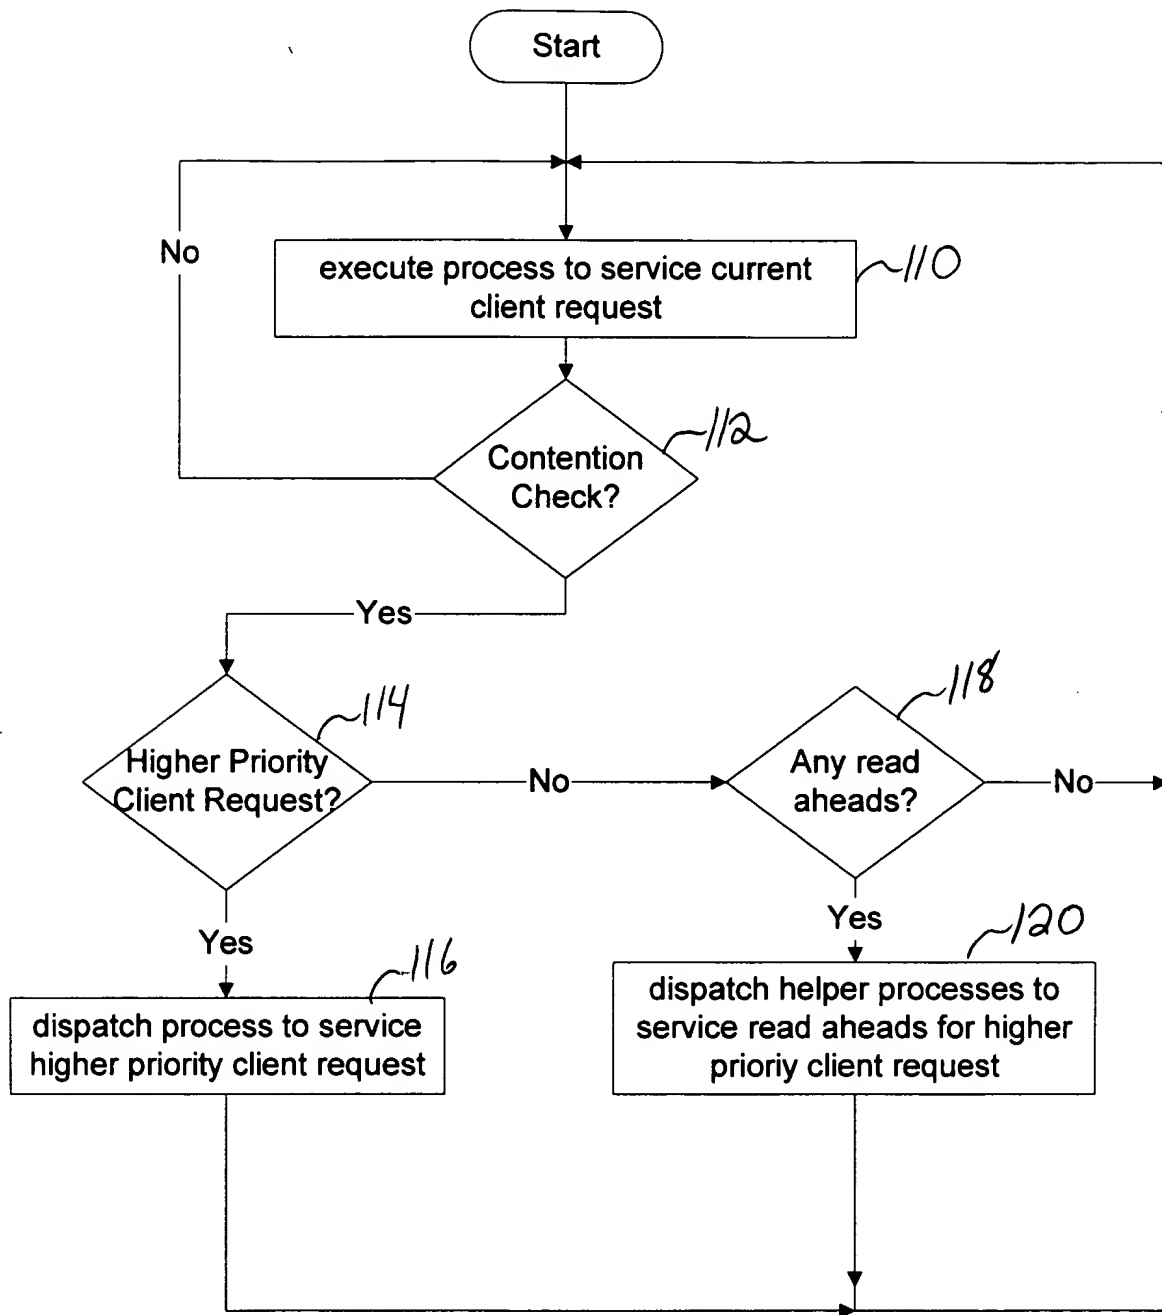 Start
No
execute process to service current
client request
110
Contention
Check?
112
Yes
Higher Priority
Client Request?
114
No
Any read
aheads?
118
No
Yes
Yes
dispatch process to service
higher priority client request
116
dispatch helper processes to
service read aheads for higher
prioriy client request
120